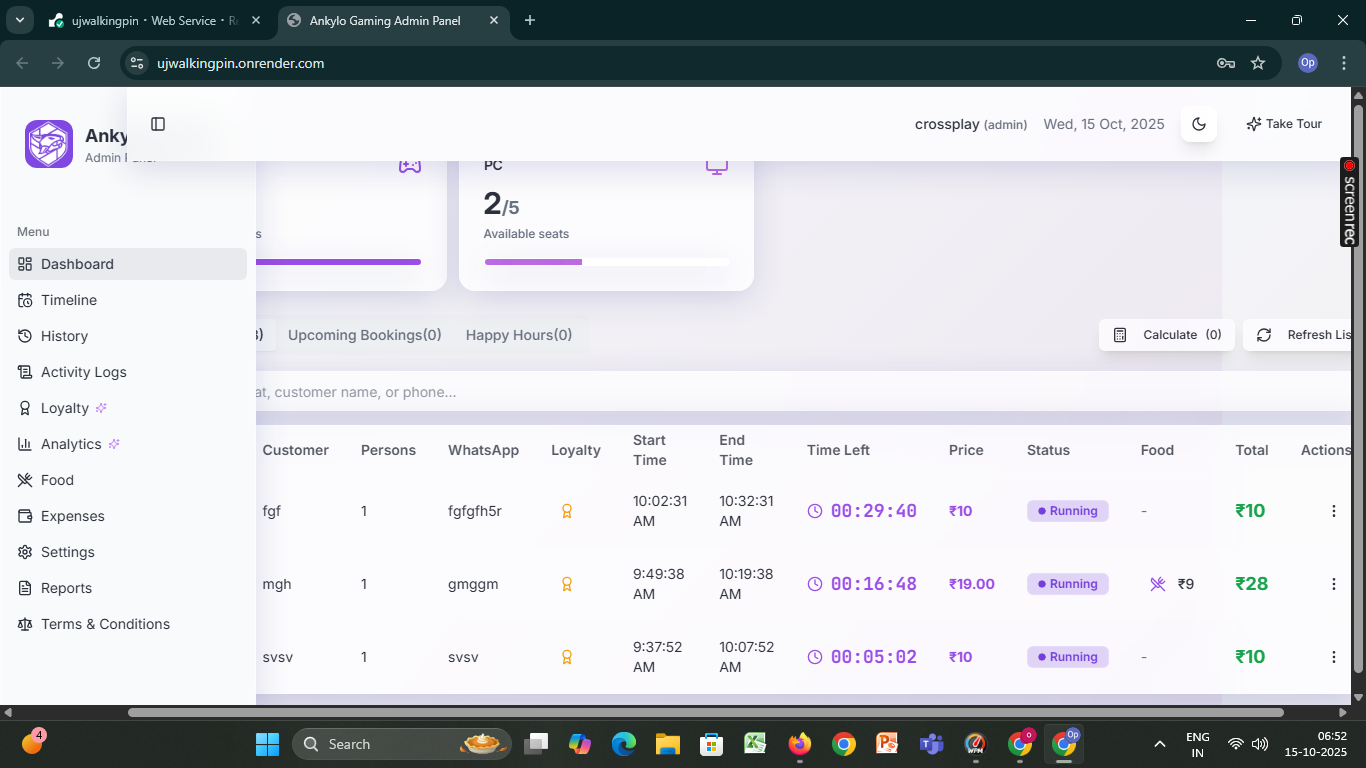 ujwalkingpin · Web Service · Re
Ankylo Gaming Admin Panel
ujwalkingpin.onrender.com
Op
Anky
Admin P
crossplay (admin)
Wed, 15 Oct, 2025
Take Tour
screenrec
PC
2/5
s
Available seats
Menu
Dashboard
Timeline
History
Activity Logs
Loyalty
Analytics
Food
Expenses
Settings
Reports
Terms & Conditions
3)
Upcoming Bookings(0)
Happy Hours(0)
Calculate (0)
Refresh Lis
at, customer name, or phone...
Customer Persons WhatsApp Loyalty Start Time End Time Time Left Price Status Food Total Actions
fgf 1 fgfgfh5r 10:02:31 AM 10:32:31 AM 00:29:40 ₹10 Running - ₹10
mgh 1 gmggm 9:49:38 AM 10:19:38 AM 00:16:48 ₹19.00 Running ₹9 ₹28
svsv 1 svsv 9:37:52 AM 10:07:52 AM 00:05:02 ₹10 Running - ₹10
4
Search
WPM
O
Op
ENG
IN
06:52
15-10-2025